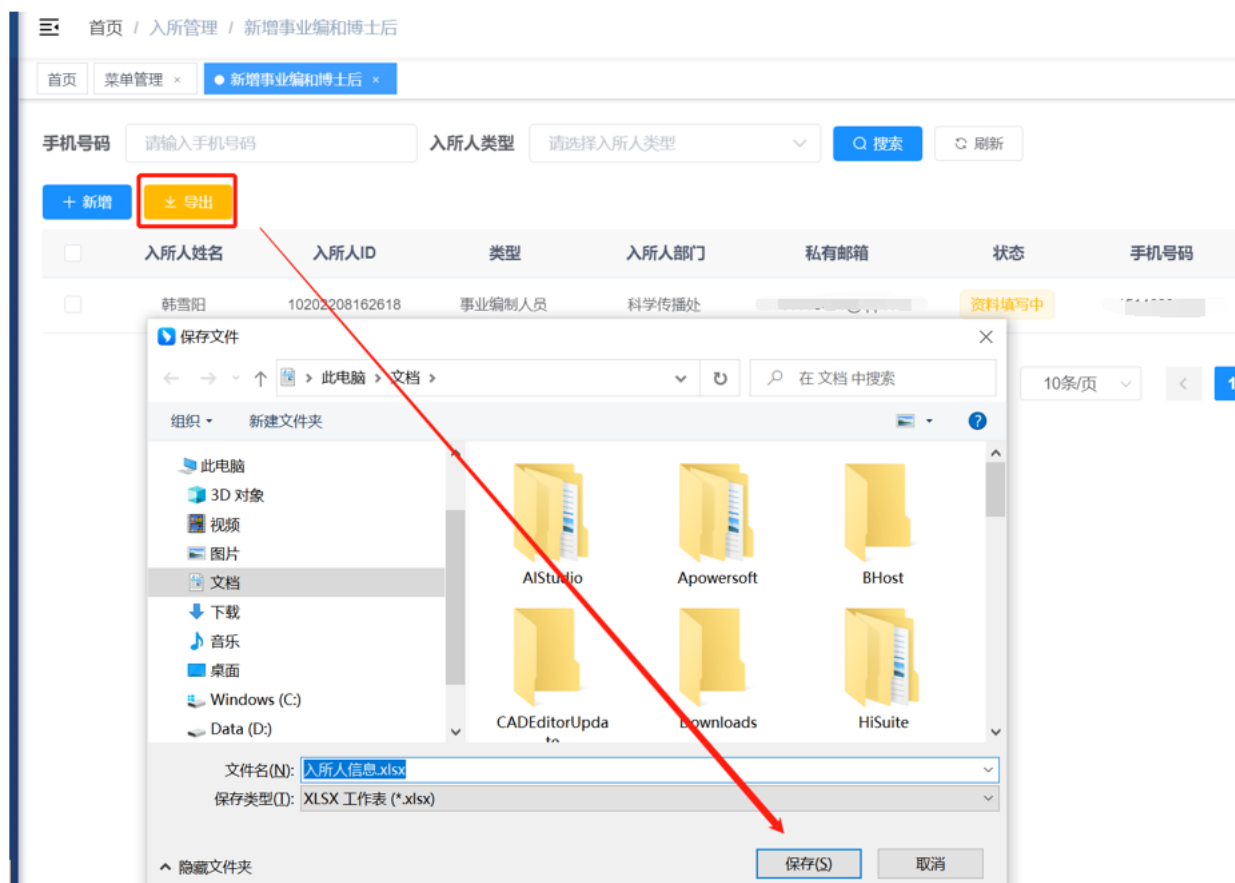 首页 / 入所管理 / 新增事业编和博士后
首页 菜单管理 × 新增事业编和博士后 ×
手机号码 请输入手机号码 入所人类型 请选择入所人类型 搜索 刷新
+ 新增 导出
入所人姓名 入所人ID 类型 入所人部门 私有邮箱 状态 手机号码
韩雪阳 10202208162618 事业编制人员 科学传播处 资料填写中
保存文件
此电脑 › 文档 › 在 文档 中搜索
10条/页 1
组织 新建文件夹
此电脑
3D 对象
视频
图片
文档
下载
音乐
桌面
Windows (C:)
Data (D:)
AIStudio Apowersoft BHost
CADEditorUpda Downloads HiSuite
te
文件名(N): 入所人信息.xlsx
保存类型(T): XLSX 工作表 (*.xlsx)
隐藏文件夹 保存(S) 取消